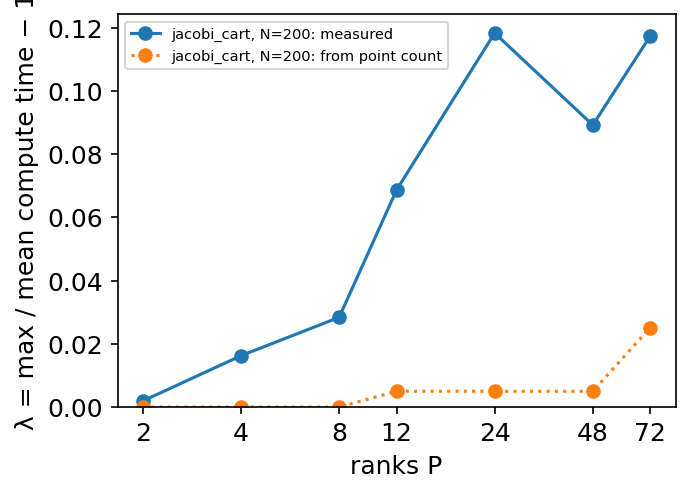 jacobi_cart, N=200: measured
jacobi_cart, N=200: from point count
λ = max / mean compute time − 1
0.12
0.10
0.08
0.06
0.04
0.02
0.00
2 4 8 12 24 48 72
ranks P